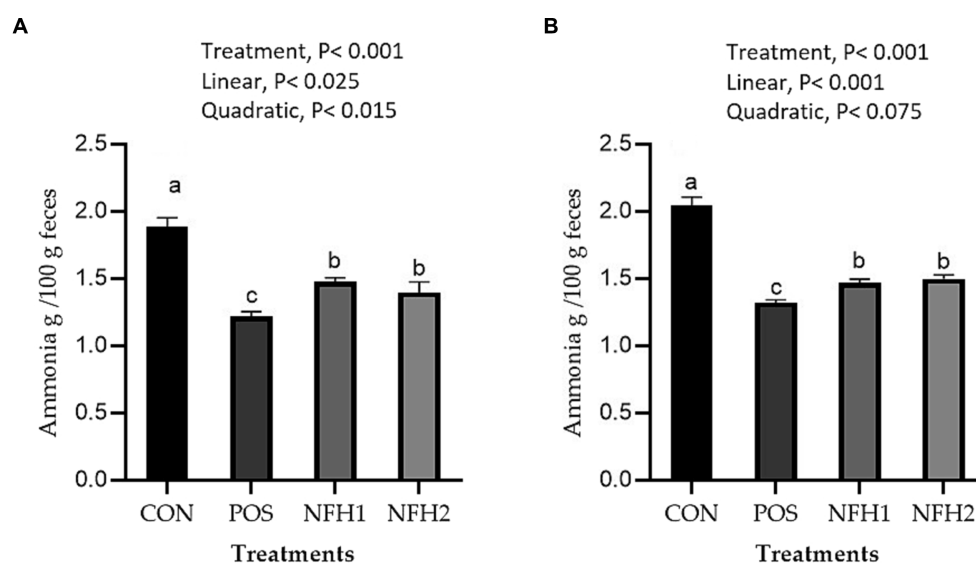 A
Treatment, P< 0.001
Linear, P< 0.025
Quadratic, P< 0.015
2.5
2.0
1.5
1.0
0.5
0.0
Ammonia g /100 g feces
a
c
b
b
CON POS NFH1 NFH2
Treatments
B
Treatment, P< 0.001
Linear, P< 0.001
Quadratic, P< 0.075
2.5
2.0
1.5
1.0
0.5
0.0
Ammonia g /100 g feces
a
c
b
b
CON POS NFH1 NFH2
Treatments